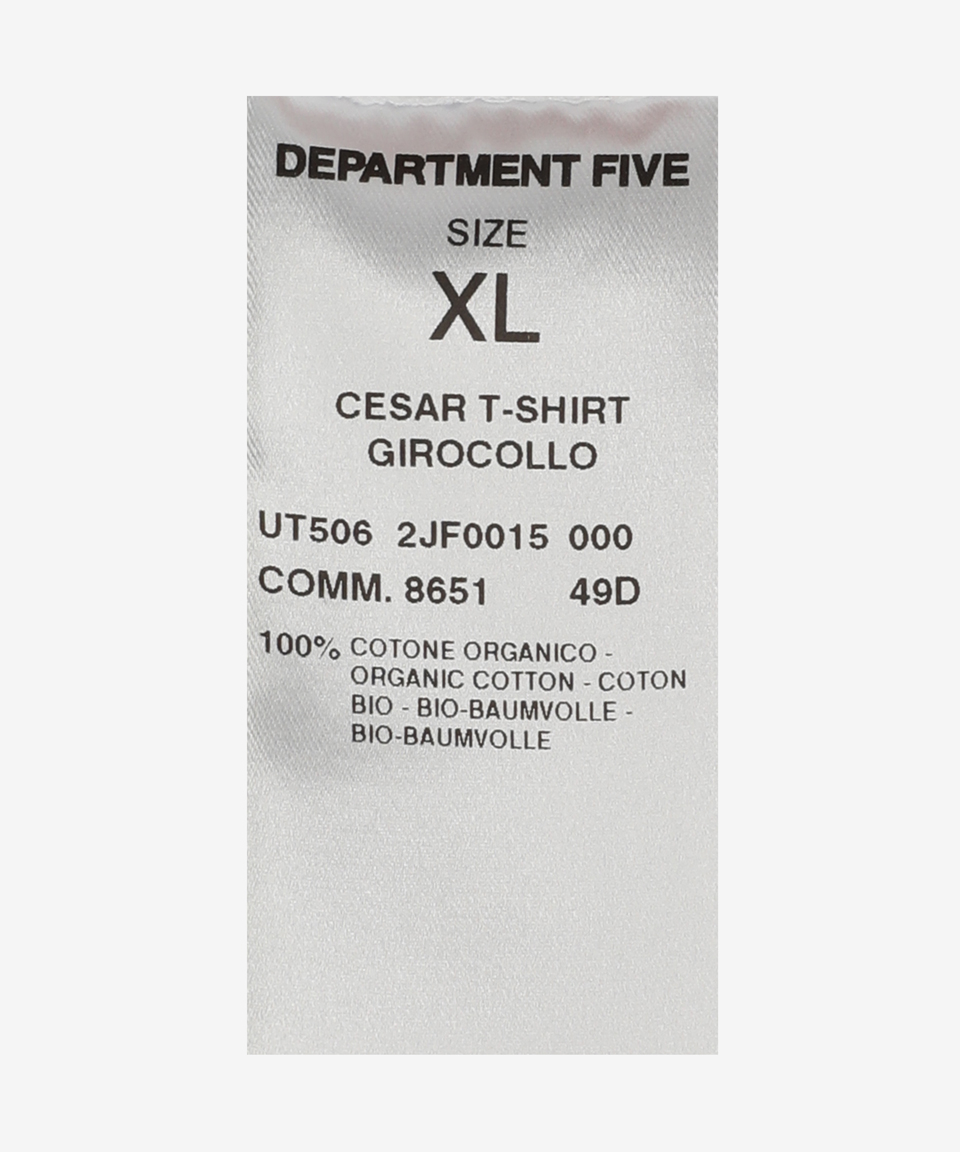 DEPARTMENT FIVE
SIZE
XL
CESAR T-SHIRT
GIROCOLLO
UT506 2JF0015 000
COMM. 8651 49D
100% COTONE ORGANICO -
ORGANIC COTTON - COTON
BIO - BIO-BAUMVOLLE -
BIO-BAUMVOLLE